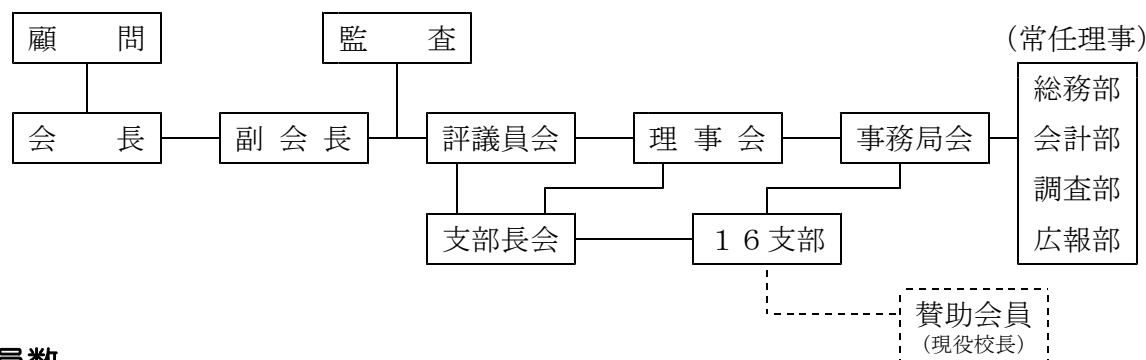 顧　　問
監　　査
（常任理事）
会　　長
副 会 長
評議員会
理 事 会
事務局会
総務部
会計部
調査部
広報部
支部長会
１６支部
賛助会員
（現役校長）
員数